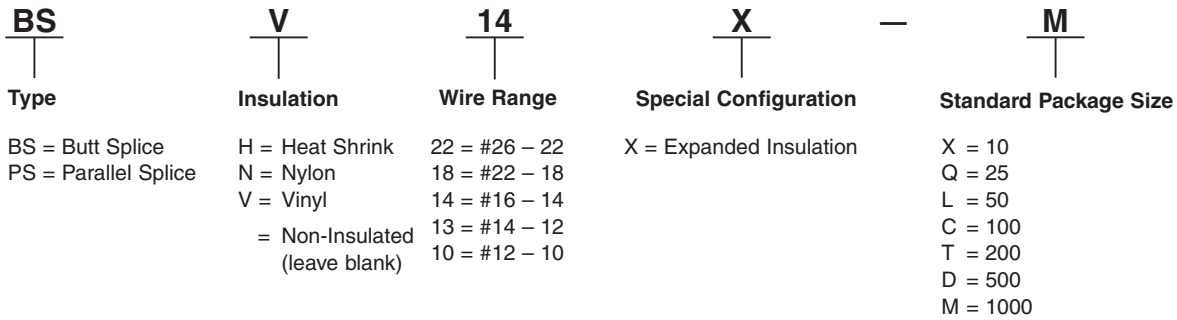 BS V 14 X — M
Type Insulation Wire Range Special Configuration Standard Package Size
BS = Butt Splice H = Heat Shrink 22 = #26 – 22 X = Expanded Insulation X = 10
PS = Parallel Splice N = Nylon 18 = #22 – 18 Q = 25
V = Vinyl 14 = #16 – 14 L = 50
= Non-Insulated 13 = #14 – 12 C = 100
(leave blank) 10 = #12 – 10 T = 200
D = 500
M = 1000